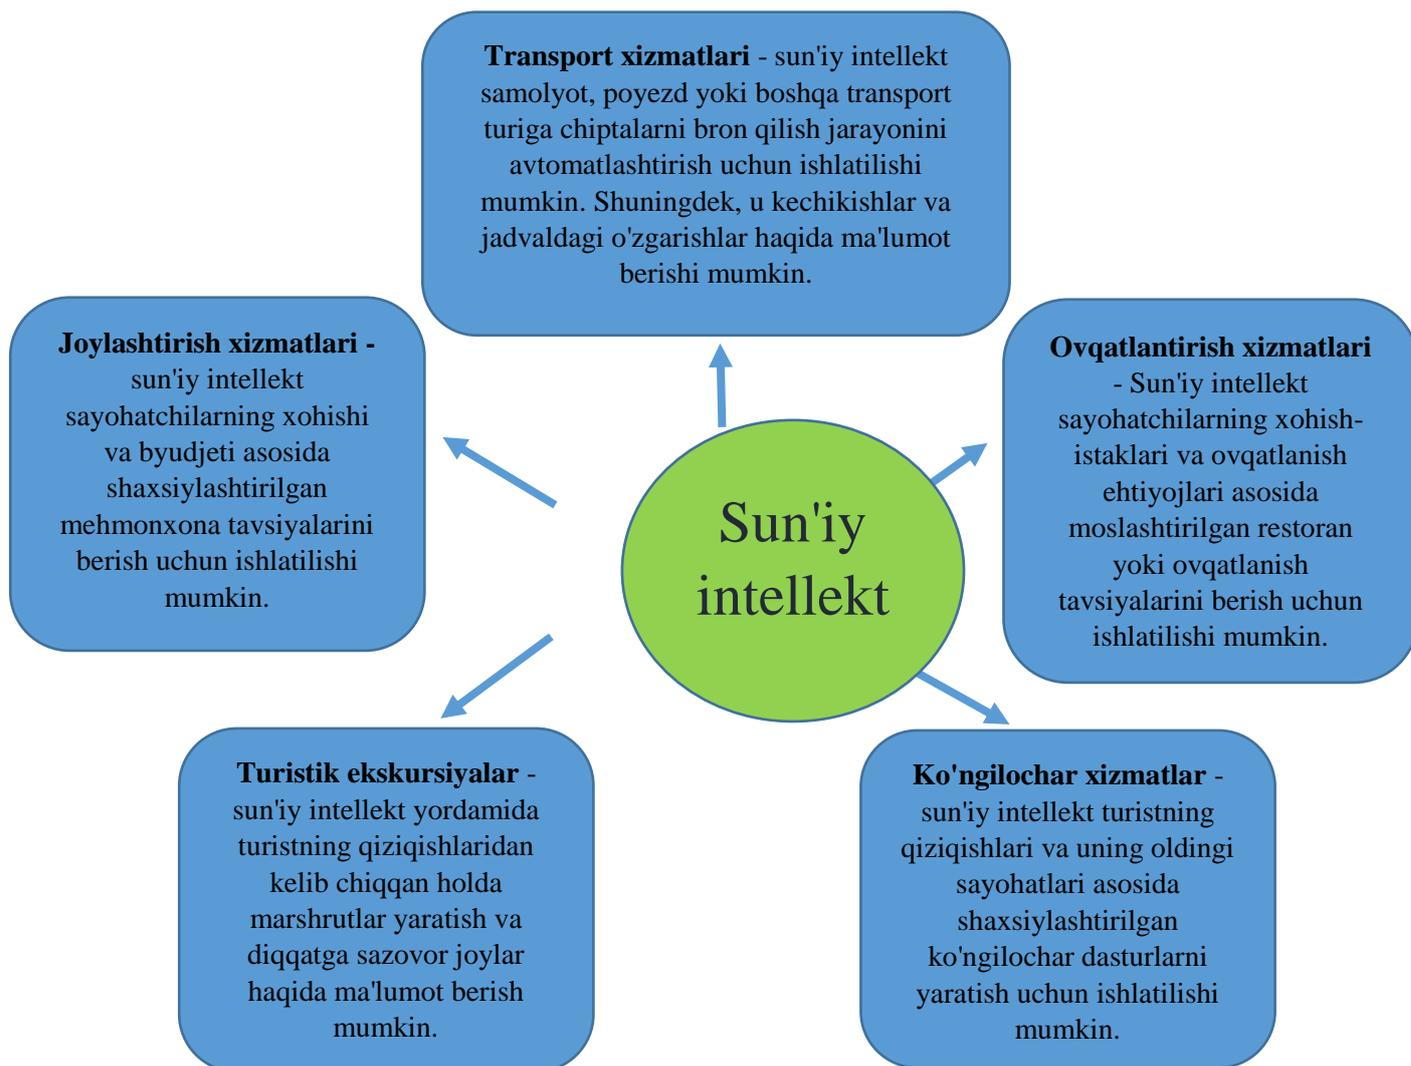 Transport xizmatlari - sun'iy intellekt
samolyot, poyezd yoki boshqa transport
turiga chiptalarni bron qilish jarayonini
avtomatlashtirish uchun ishlatilishi
mumkin. Shuningdek, u kechikishlar va
jadvaldagi o'zgarishlar haqida ma'lumot
berishi mumkin.
Joylashtirish xizmatlari -
sun'iy intellekt
sayohatchilarning xohishi
va byudjeti asosida
shaxsiylashtirilgan
mehmonxona tavsiyalarini
berish uchun ishlatilishi
mumkin.
Ovqatlantirish xizmatlari
- Sun'iy intellekt
sayohatchilarning xohish-
istaklari va ovqatlanish
ehtiyojlari asosida
moslashtirilgan restoran
yoki ovqatlanish
tavsiyalarini berish uchun
ishlatilishi mumkin.
Sun'iy
intellekt
Turistik ekskursiyalar -
sun'iy intellekt yordamida
turistning qiziqishlaridan
kelib chiqqan holda
marshrutlar yaratish va
diqqatga sazovor joylar
haqida ma'lumot berish
mumkin.
Ko'ngilochar xizmatlar -
sun'iy intellekt turistning
qiziqishlari va uning oldingi
sayohatlari asosida
shaxsiylashtirilgan
ko'ngilochar dasturlarni
yaratish uchun ishlatilishi
mumkin.